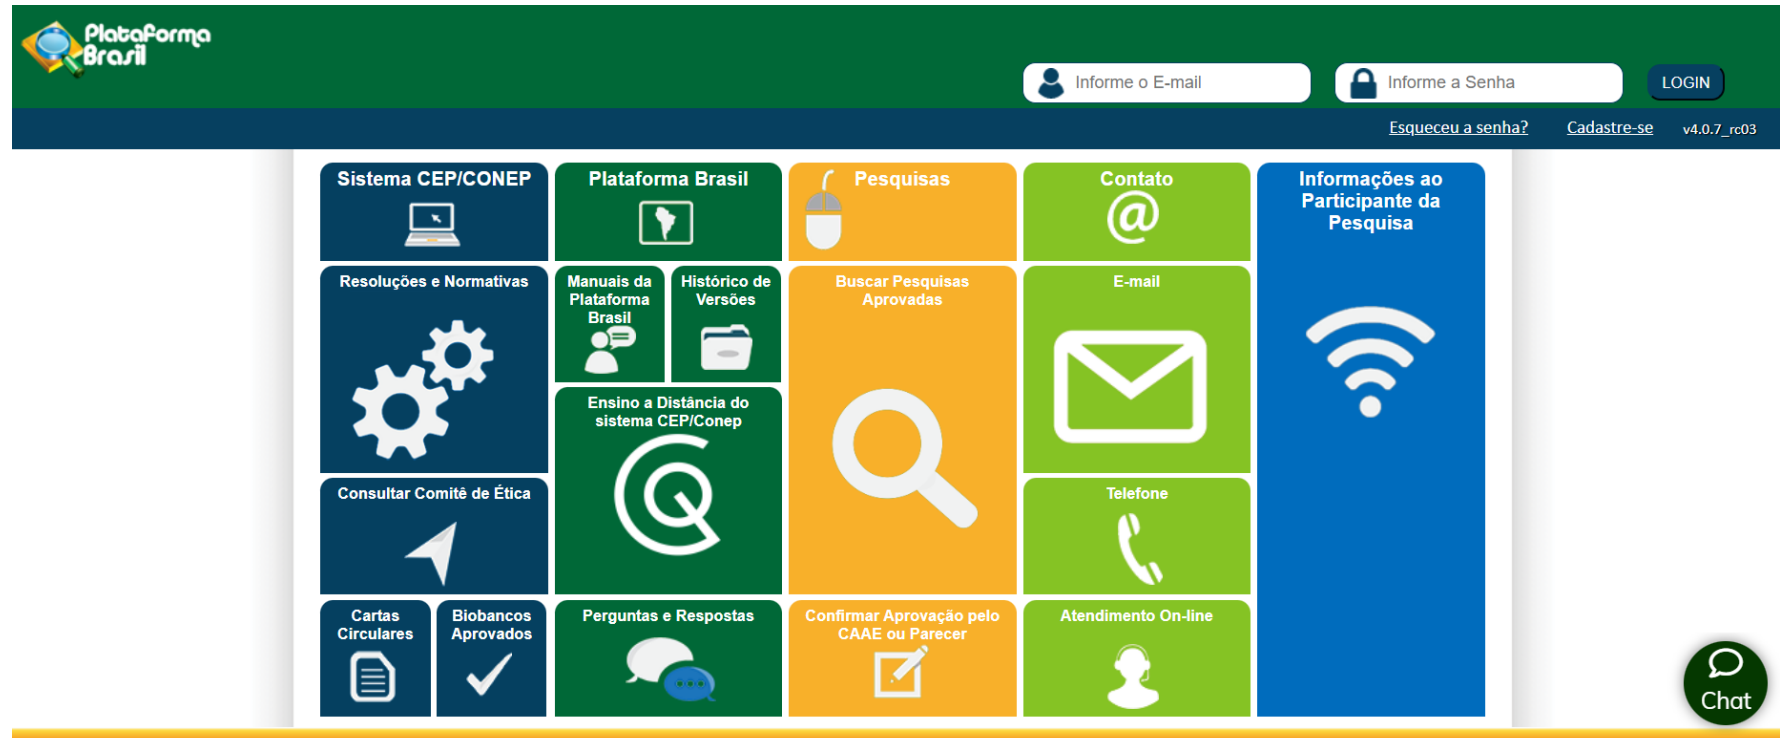 Plataforma
Brasil
Informe o E-mail
Informe a Senha
LOGIN
Esqueceu a senha?
Cadastre-se
v4.0.7_rc03
Sistema CEP/CONEP
Plataforma Brasil
Pesquisas
Contato
Informações ao
Participante da
Pesquisa
Resoluções e Normativas
Manuais da
Plataforma
Brasil
Histórico de
Versões
Buscar Pesquisas
Aprovadas
E-mail
Ensino a Distância do
sistema CEP/Conep
Consultar Comitê de Ética
Telefone
Cartas
Circulares
Biobancos
Aprovados
Perguntas e Respostas
Confirmar Aprovação pelo
CAAE ou Parecer
Atendimento On-line
Chat